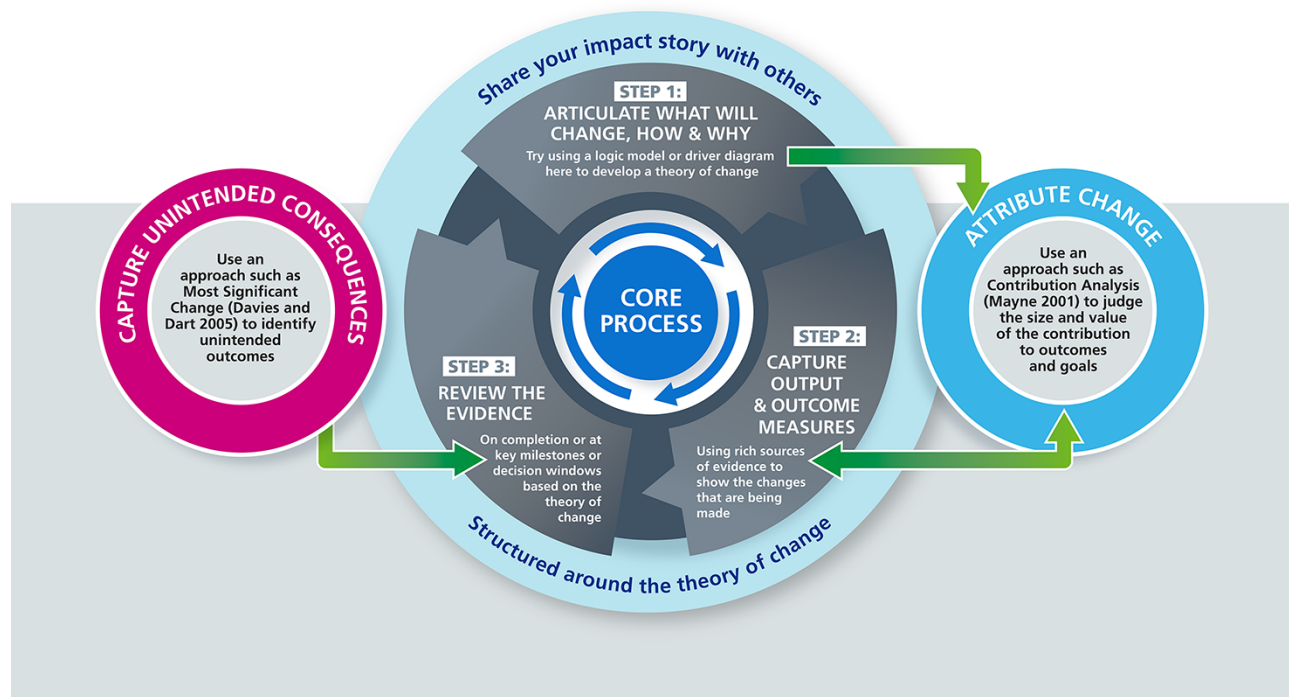 Share your impact story with others
STEP 1:
ARTICULATE WHAT WILL
CHANGE, HOW & WHY
Try using a logic model or driver diagram
here to develop a theory of change
CAPTURE UNINTENDED CONSEQUENCES
Use an
approach such as
Most Significant
Change (Davies and
Dart 2005) to identify
unintended
outcomes
CORE
PROCESS
ATTRIBUTE CHANGE
Use an
approach such as
Contribution Analysis
(Mayne 2001) to judge
the size and value
of the contribution
to outcomes
and goals
STEP 2:
CAPTURE
OUTPUT
& OUTCOME
MEASURES
Using rich sources
of evidence to
show the changes
that are being
made
STEP 3:
REVIEW THE
EVIDENCE
On completion or at
key milestones or
decision windows
based on the
theory of
change
Structured around the theory of change